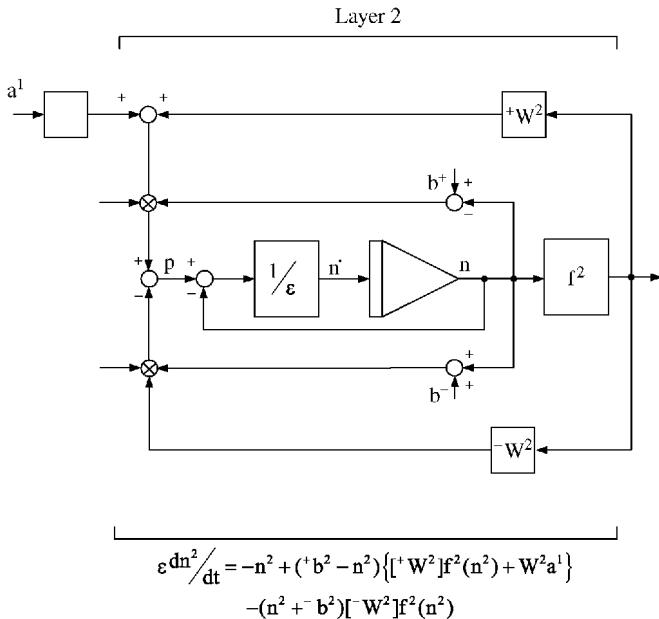 Layer 2
a¹
+ +
⁺W²
b⁺ +
−
+ p + 1/ε ṅ n f²
− −
+
b⁻ +
⁻W²
ε dn²/dt = −n² + (⁺b² − n²){[⁺W²]f²(n²) + W²a¹}
−(n² + ⁻b²)[⁻W²]f²(n²)